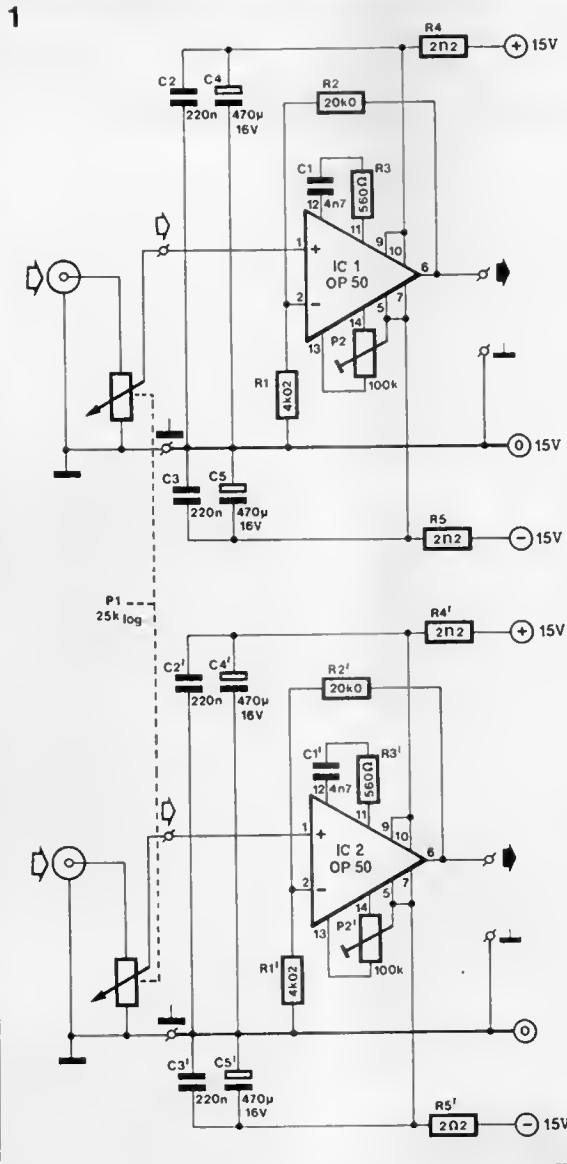 1
R4
2Ω2
+ 15V
C2
220n
C4
470µ
16V
R2
20k0
C1
4n7
R3
560Ω
12
11
9
10
1
+
IC 1
OP 50
6
2
−
7
5
14
13
P2
100k
R1
4k02
0 15V
C3
220n
C5
470µ
16V
R5
2Ω2
− 15V
P1
25k log
R4'
2Ω2
+ 15V
C2'
220n
C4'
470µ
16V
R2'
20k0
C1'
4n7
R3'
560Ω
12
11
9
10
1
+
IC 2
OP 50
6
2
−
7
5
14
13
P2'
100k
R1'
4k02
0
C3'
220n
C5'
470µ
16V
R5'
2Ω2
− 15V